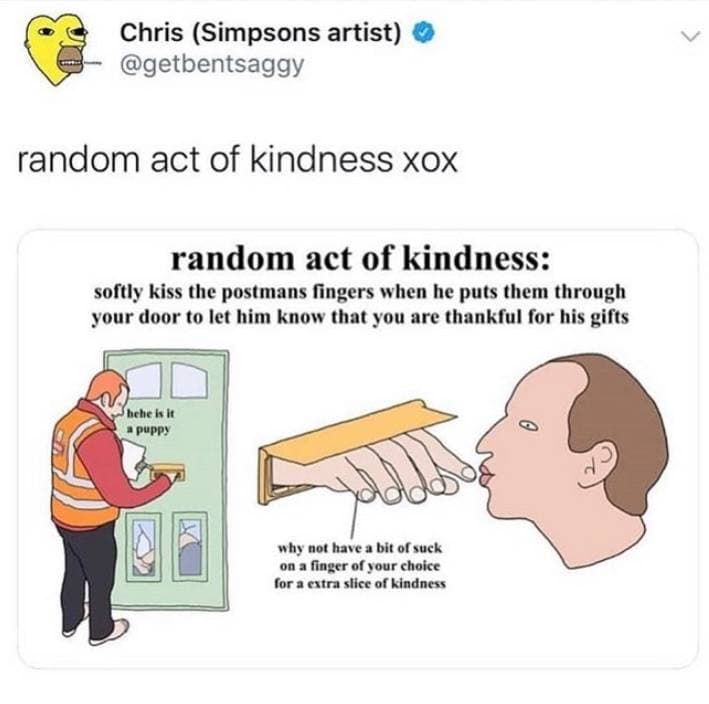 Chris (Simpsons artist)
@getbentsaggy
random act of kindness xox
random act of kindness:
softly kiss the postmans fingers when he puts them through
your door to let him know that you are thankful for his gifts
hehe is it
a puppy
why not have a bit of suck
on a finger of your choice
for a extra slice of kindness